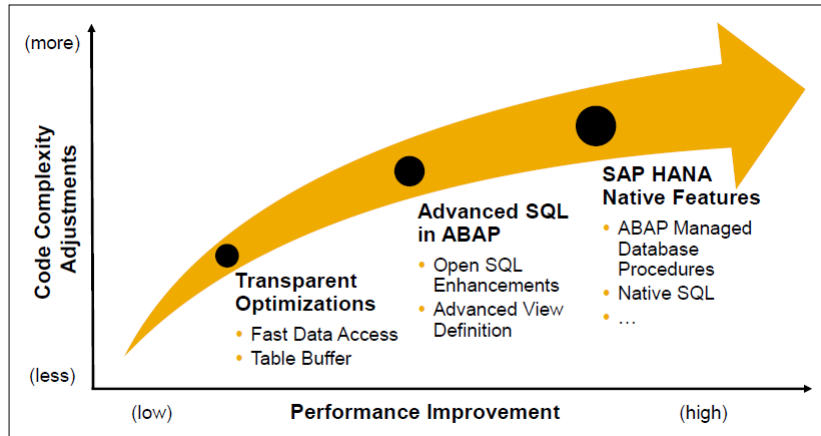 (more)
Code Complexity
Adjustments
(less)
Transparent
Optimizations
• Fast Data Access
• Table Buffer
Advanced SQL
in ABAP
• Open SQL
Enhancements
• Advanced View
Definition
SAP HANA
Native Features
• ABAP Managed
Database
Procedures
• Native SQL
• …
(low)
Performance Improvement
(high)